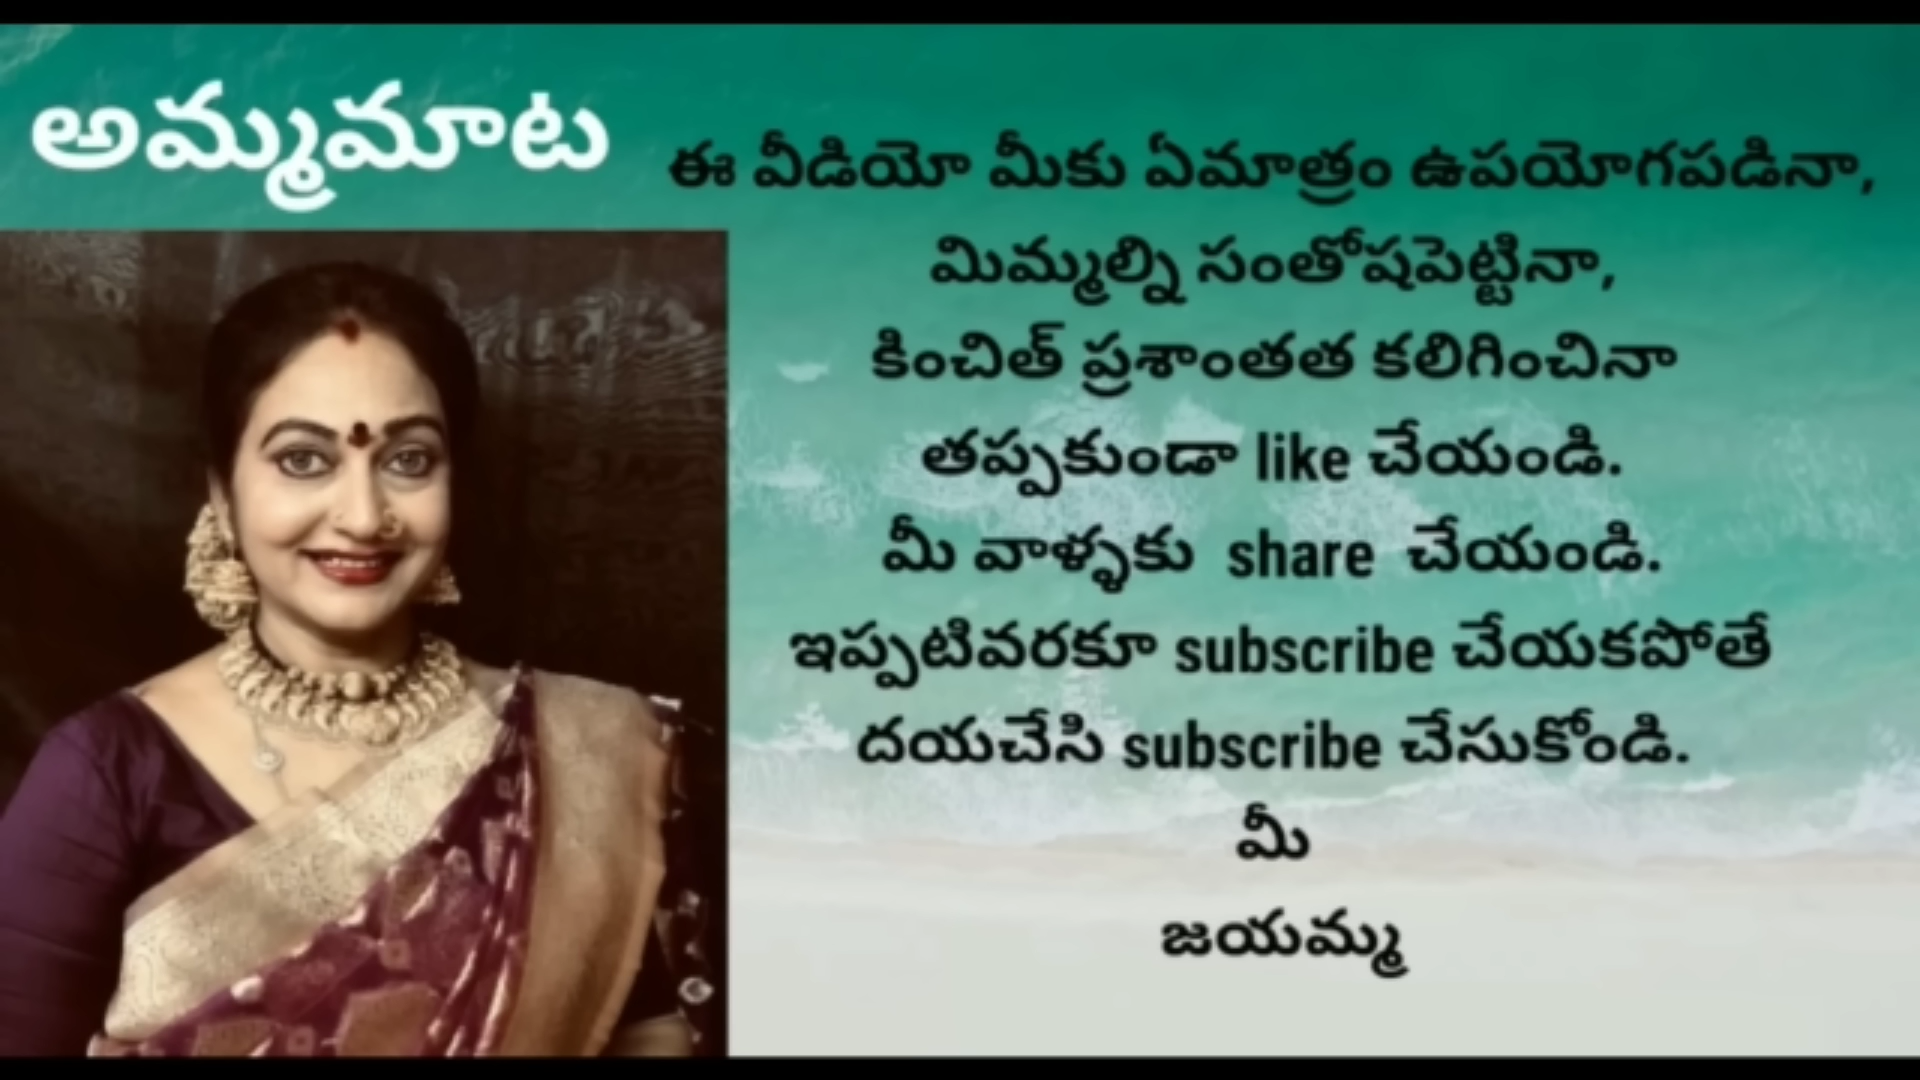 అమ్మమాట
ఈ వీడియో మీకు ఏమాత్రం ఉపయోగపడినా,
మిమ్మల్ని సంతోషపెట్టినా,
కించిత్ ప్రశాంతత కలిగించినా
తప్పకుండా like చేయండి.
మీ వాళ్ళకు share చేయండి.
ఇప్పటివరకూ subscribe చేయకపోతే
దయచేసి subscribe చేసుకోండి.
మీ
జయమ్మ